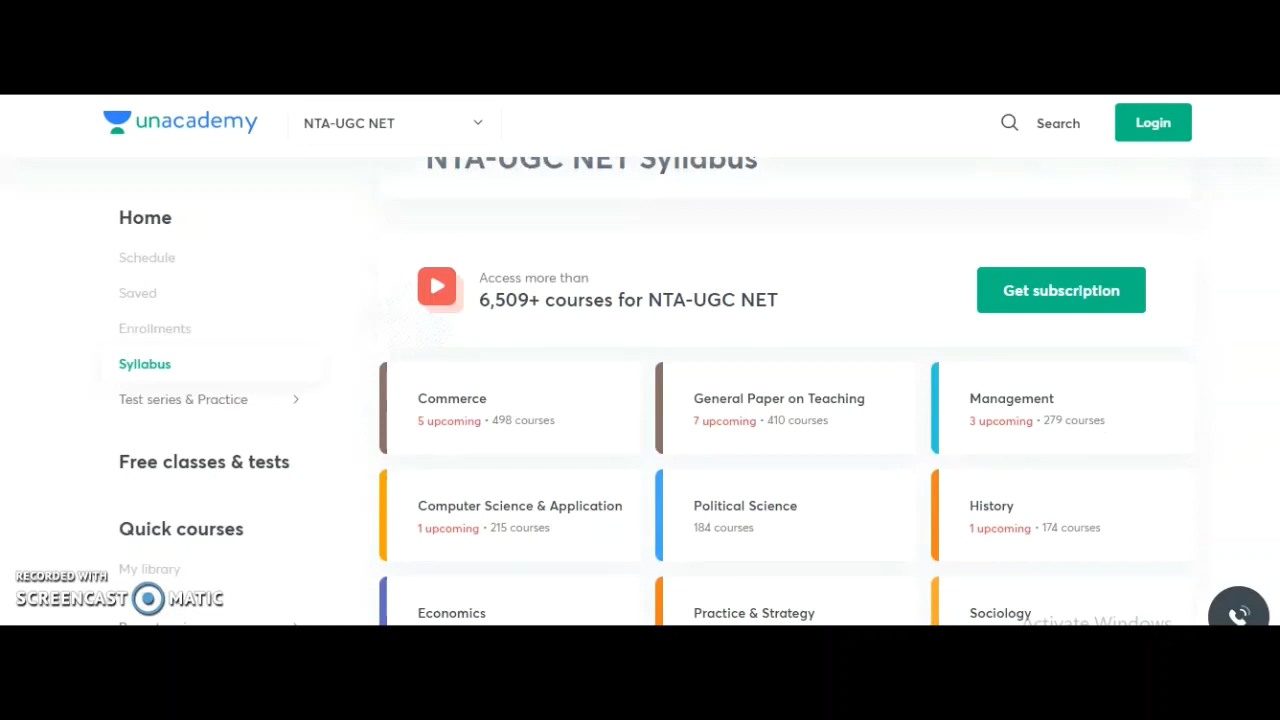 unacademy
NTA-UGC NET
Search
Login
NTA-UGC NET Syllabus
Home
Schedule
Saved
Enrollments
Syllabus
Test series & Practice
Free classes & tests
Quick courses
My library
Access more than
6,509+ courses for NTA-UGC NET
Get subscription
Commerce
5 upcoming • 498 courses
General Paper on Teaching
7 upcoming • 410 courses
Management
3 upcoming • 279 courses
Computer Science & Application
1 upcoming • 215 courses
Political Science
184 courses
History
1 upcoming • 174 courses
Economics
Practice & Strategy
Sociology
Activate Windows
RECORDED WITH
SCREENCAST MATIC